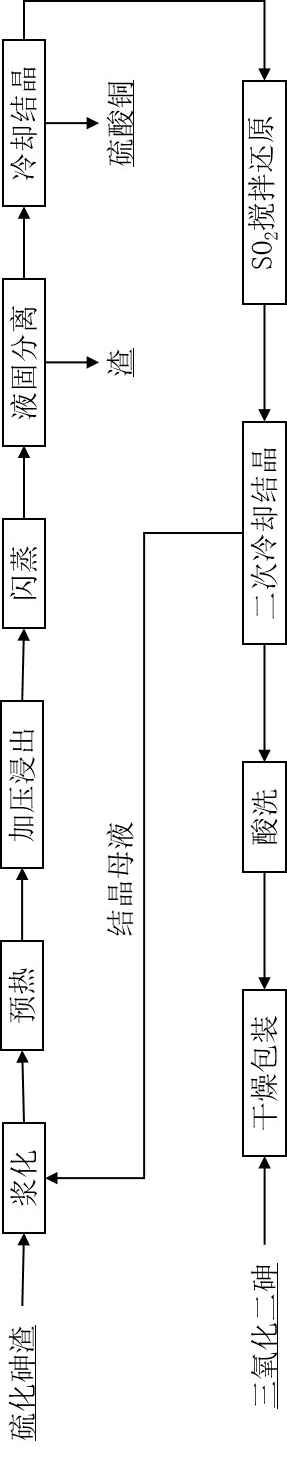 硫化砷渣
浆化
预热
加压浸出
闪蒸
液固分离
冷却结晶
渣
硫酸铜
结晶母液
SO₂搅拌还原
二次冷却结晶
酸洗
干燥包装
三氧化二砷